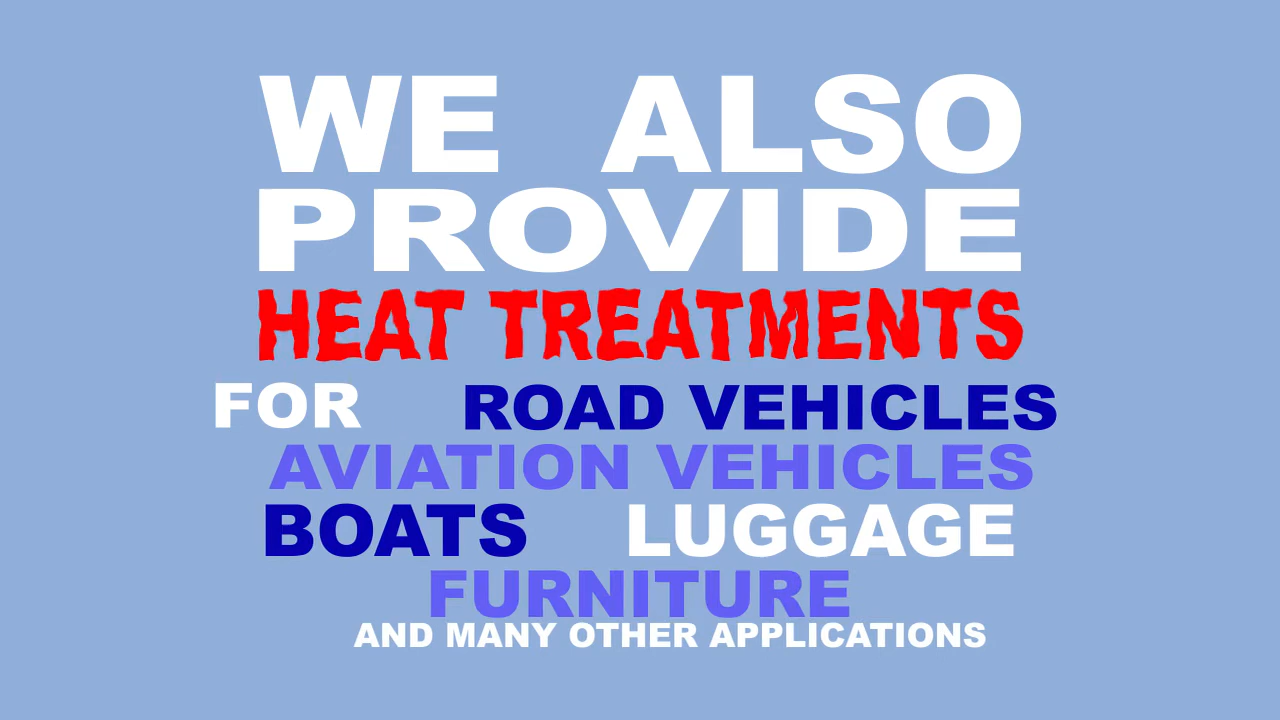 WE ALSO
PROVIDE
HEAT TREATMENTS
FOR ROAD VEHICLES
AVIATION VEHICLES
BOATS LUGGAGE
FURNITURE
AND MANY OTHER APPLICATIONS